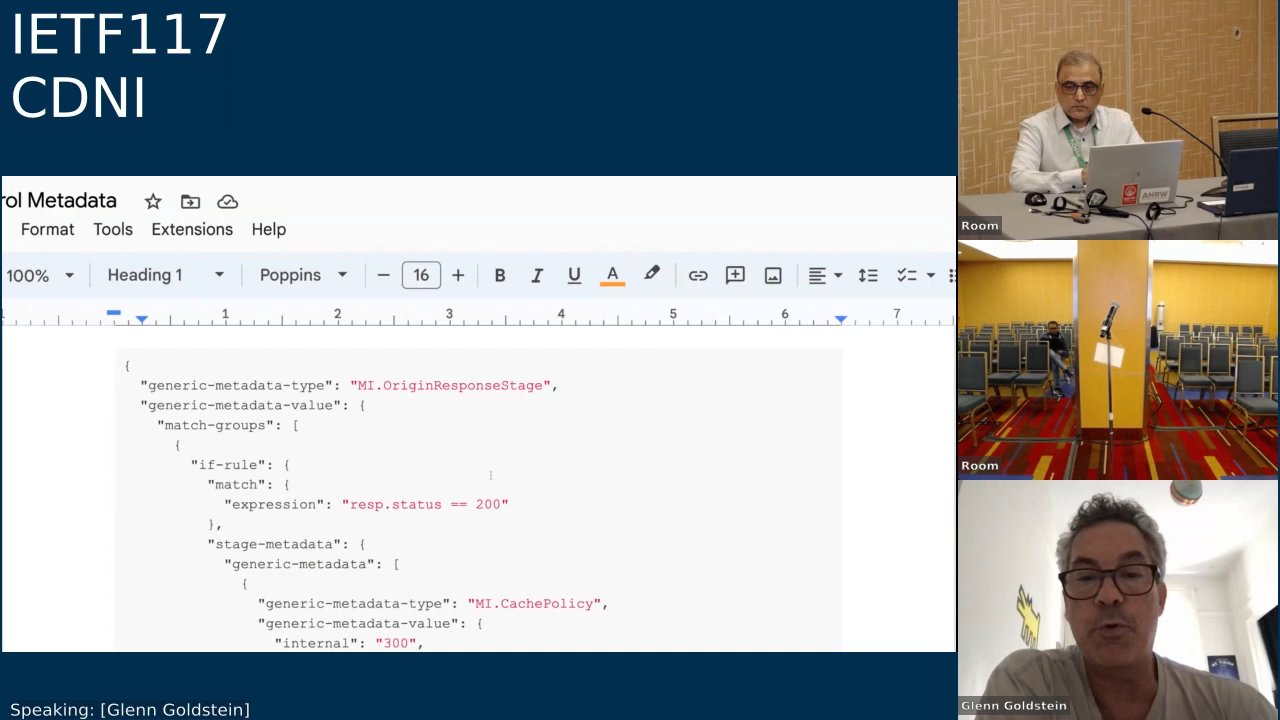 IETF117
CDNI
rol Metadata
Format Tools Extensions Help
100% Heading 1 Poppins 16 B I U A
1 2 3 4 5 6 7
{
"generic-metadata-type": "MI.OriginResponseStage",
"generic-metadata-value": {
"match-groups": [
{
"if-rule": {
"match": {
"expression": "resp.status == 200"
},
"stage-metadata": {
"generic-metadata": [
{
"generic-metadata-type": "MI.CachePolicy",
"generic-metadata-value": {
"internal": "300",
Speaking: [Glenn Goldstein]
ANRW
Room
Room
Glenn Goldstein